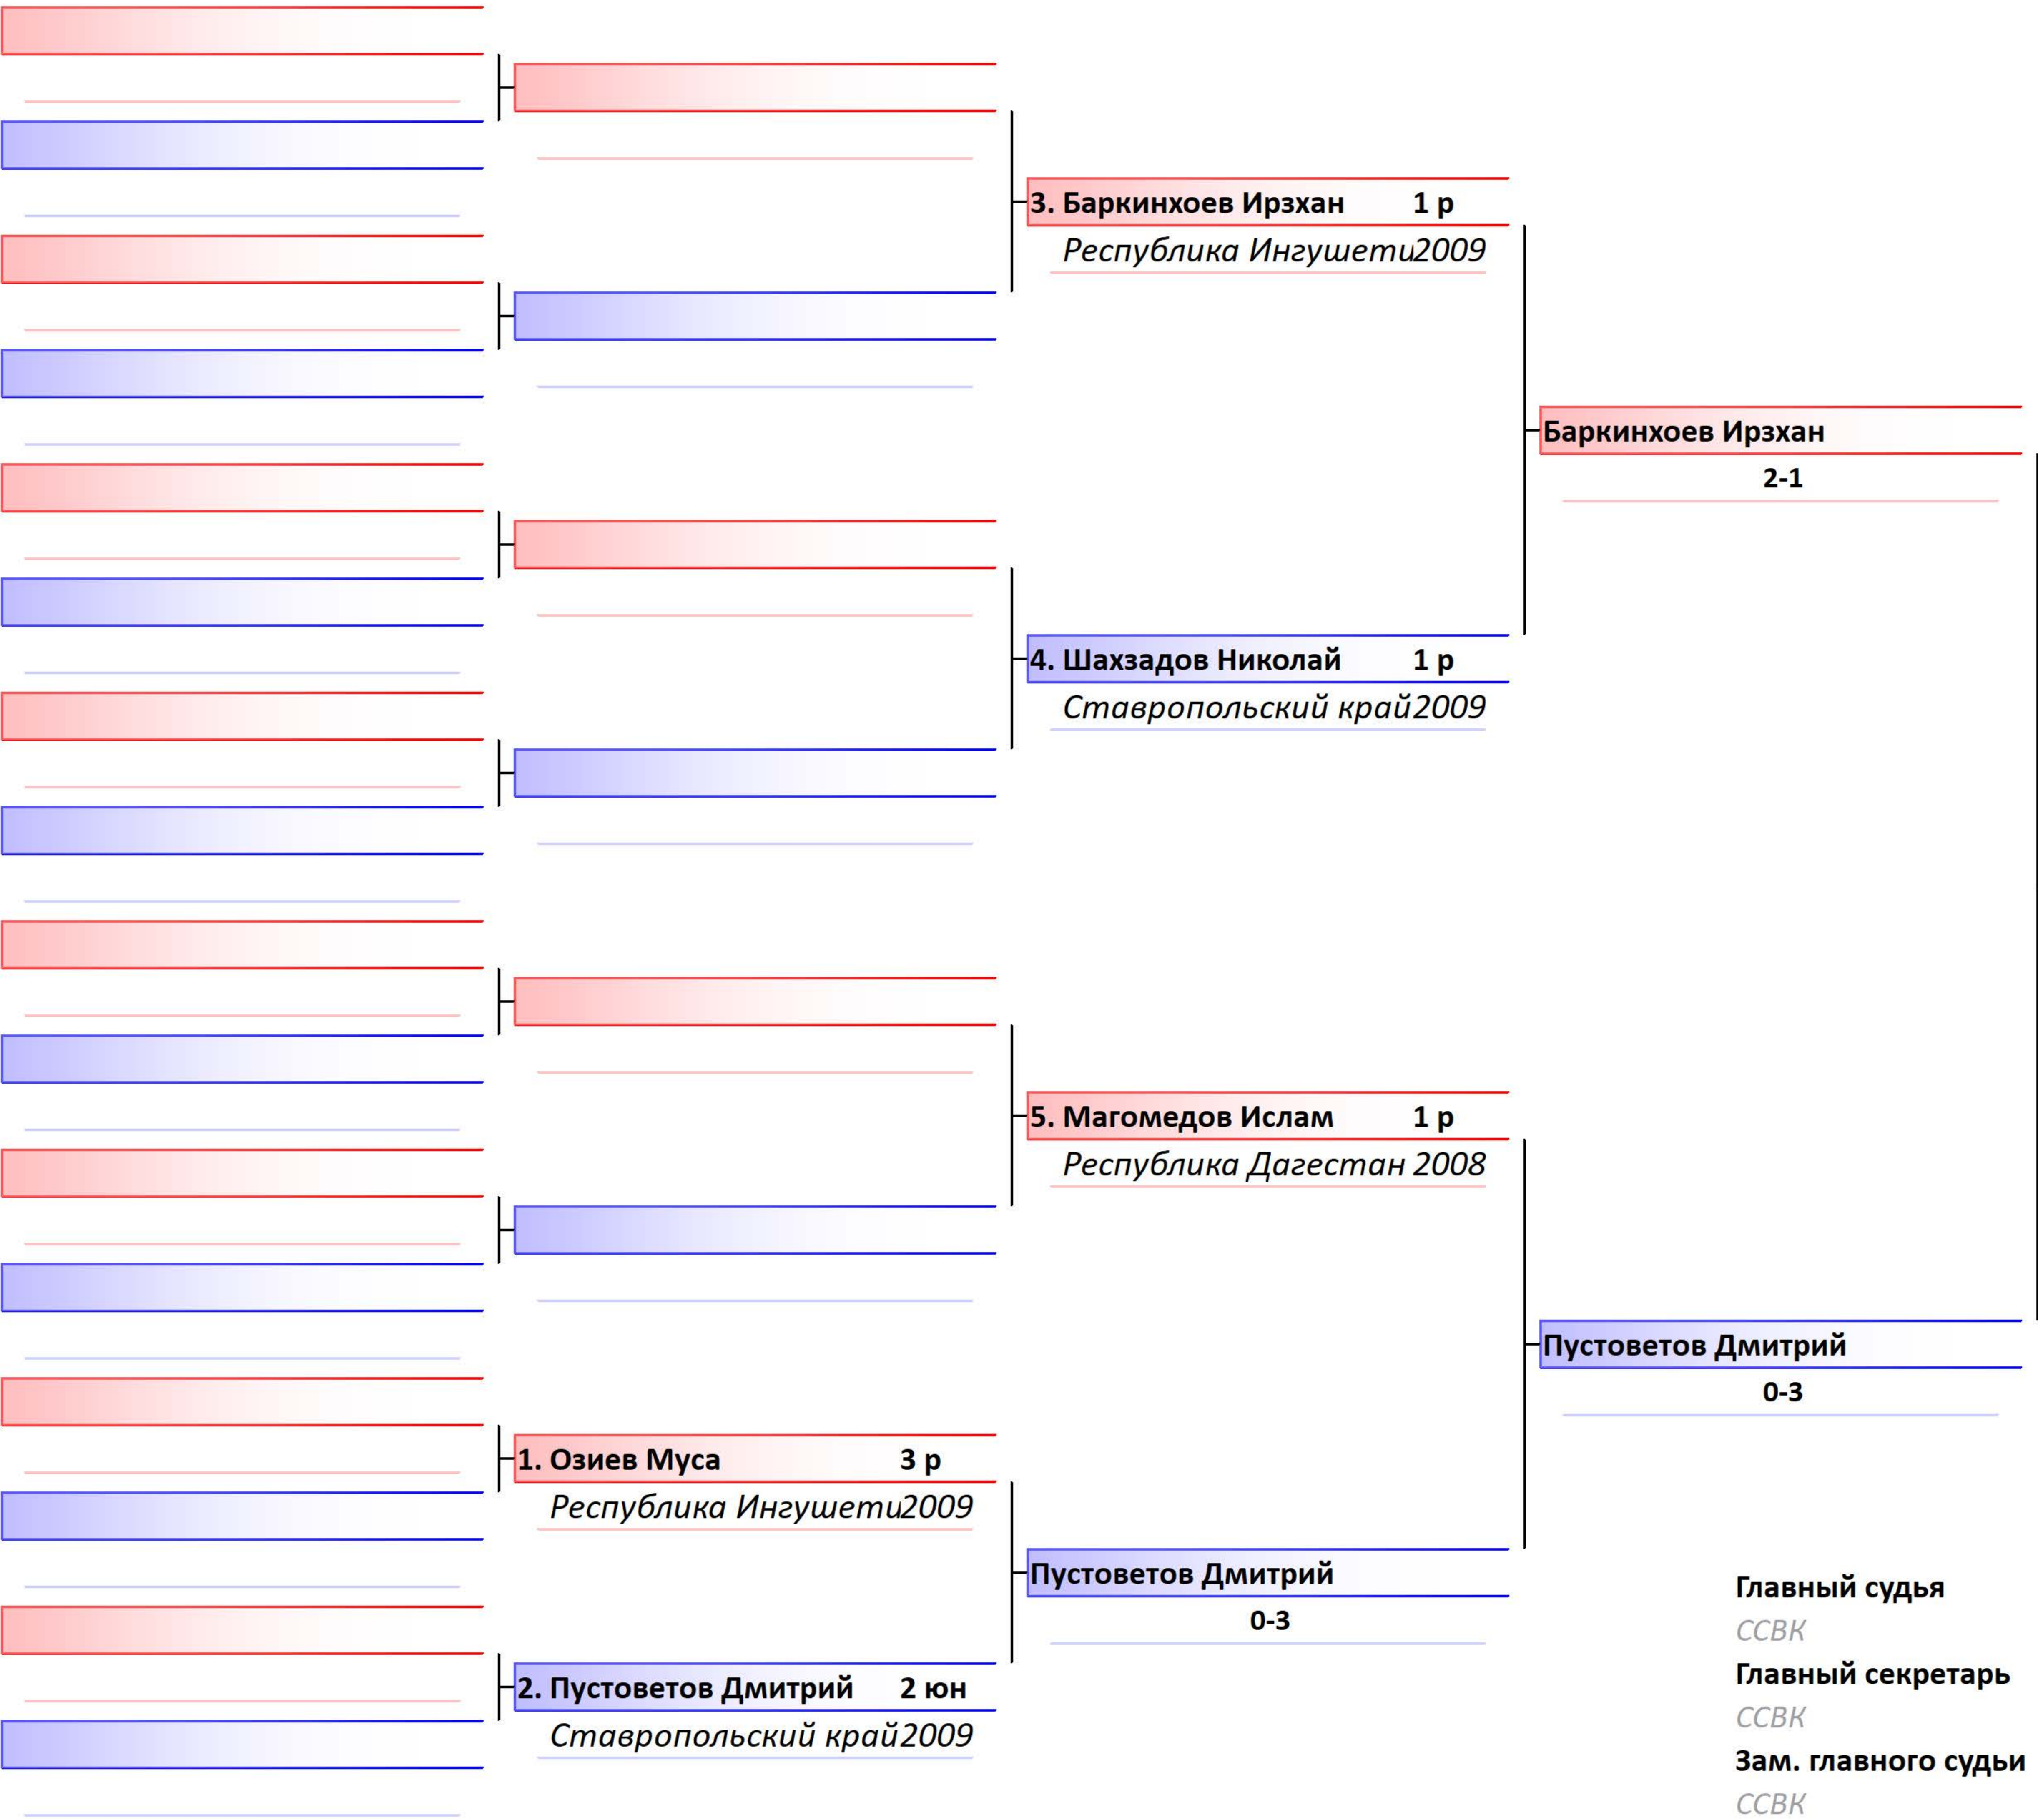 3. Баркинхоев Ирзхан 1 р
Республика Ингушети2009
Баркинхоев Ирзхан
2-1
4. Шахзадов Николай 1 р
Ставропольский край2009
5. Магомедов Ислам 1 р
Республика Дагестан 2008
Пустоветов Дмитрий
0-3
1. Озиев Муса 3 р
Республика Ингушети2009
Пустоветов Дмитрий
0-3
2. Пустоветов Дмитрий 2 юн
Ставропольский край2009
Главный судья
ССВК
Главный секретарь
ССВК
Зам. главного судьи
ССВК